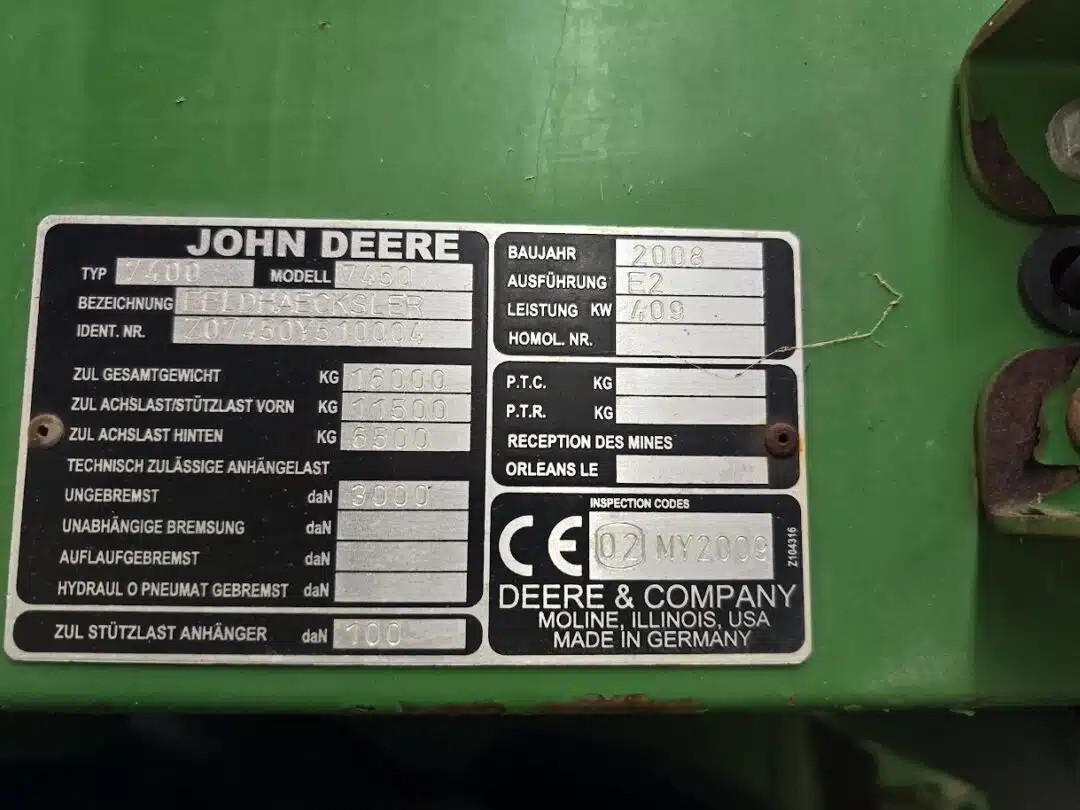 JOHN DEERE
TYP 7400 MODELL 7450
BEZEICHNUNG FELDHAECKSLER
IDENT. NR. Z07450Y510004
ZUL GESAMTGEWICHT KG 16000
ZUL ACHSLAST/STÜTZLAST VORN KG 11500
ZUL ACHSLAST HINTEN KG 6500
TECHNISCH ZULÄSSIGE ANHÄNGELAST
UNGEBREMST daN 3000
UNABHÄNGIGE BREMSUNG daN
AUFLAUFGEBREMST daN
HYDRAUL O PNEUMAT GEBREMST daN
ZUL STÜTZLAST ANHÄNGER daN 100
BAUJAHR 2008
AUSFÜHRUNG E2
LEISTUNG KW 409
HOMOL. NR.
P.T.C. KG
P.T.R. KG
RECEPTION DES MINES
ORLEANS LE
INSPECTION CODES
CE 02 MY2009
Z104316
DEERE & COMPANY
MOLINE, ILLINOIS, USA
MADE IN GERMANY